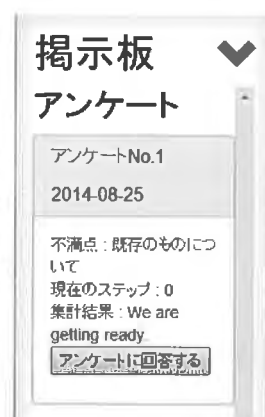 掲示板
アンケート
アンケートNo.1
2014-08-25
不満点 : 既存のものにつ
いて
現在のステップ : 0
集計結果 : We are
getting ready.
アンケートに回答する